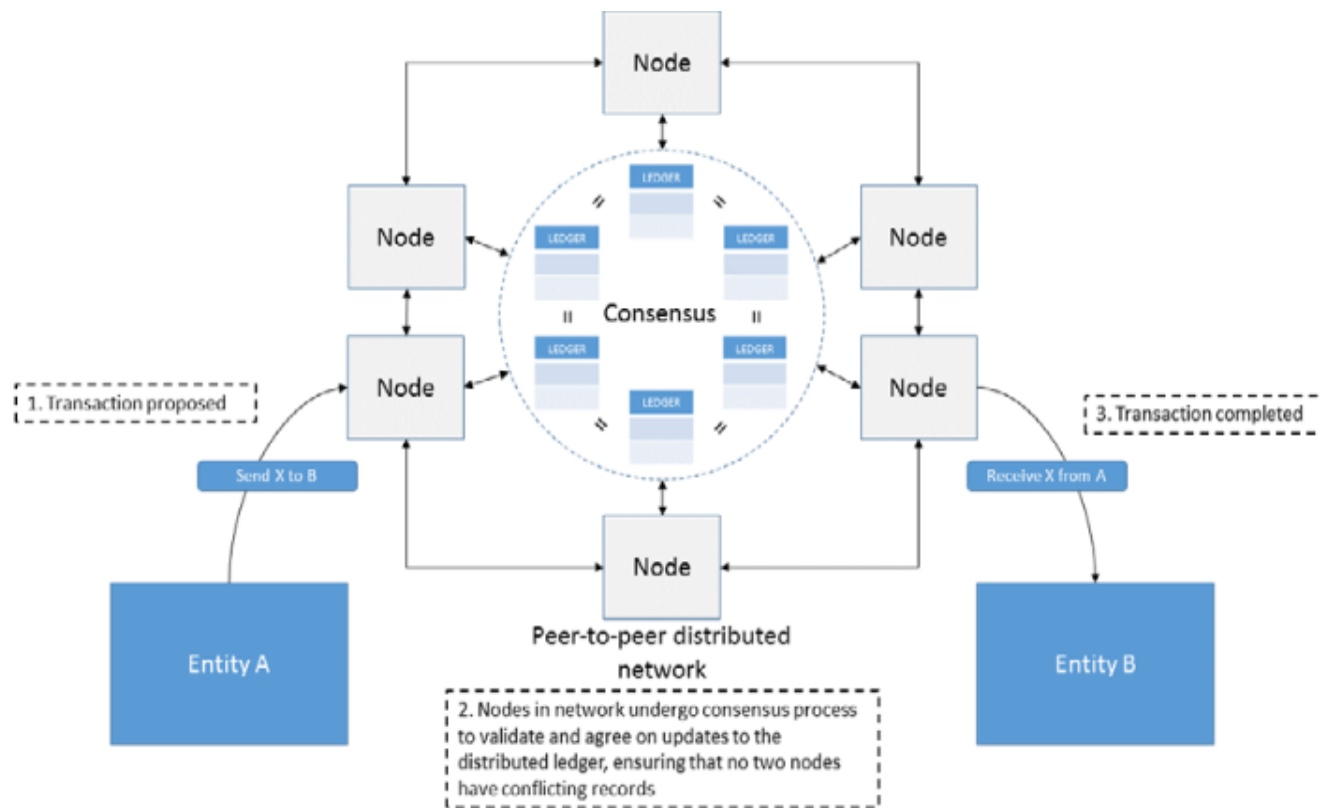 Node
LEDGER
Node
Node
LEDGER
LEDGER
Consensus
Node
Node
LEDGER
LEDGER
1. Transaction proposed
LEDGER
3. Transaction completed
Send X to B
Receive X from A
Node
Entity A
Entity B
Peer-to-peer distributed
network
2. Nodes in network undergo consensus process
to validate and agree on updates to the
distributed ledger, ensuring that no two nodes
have conflicting records